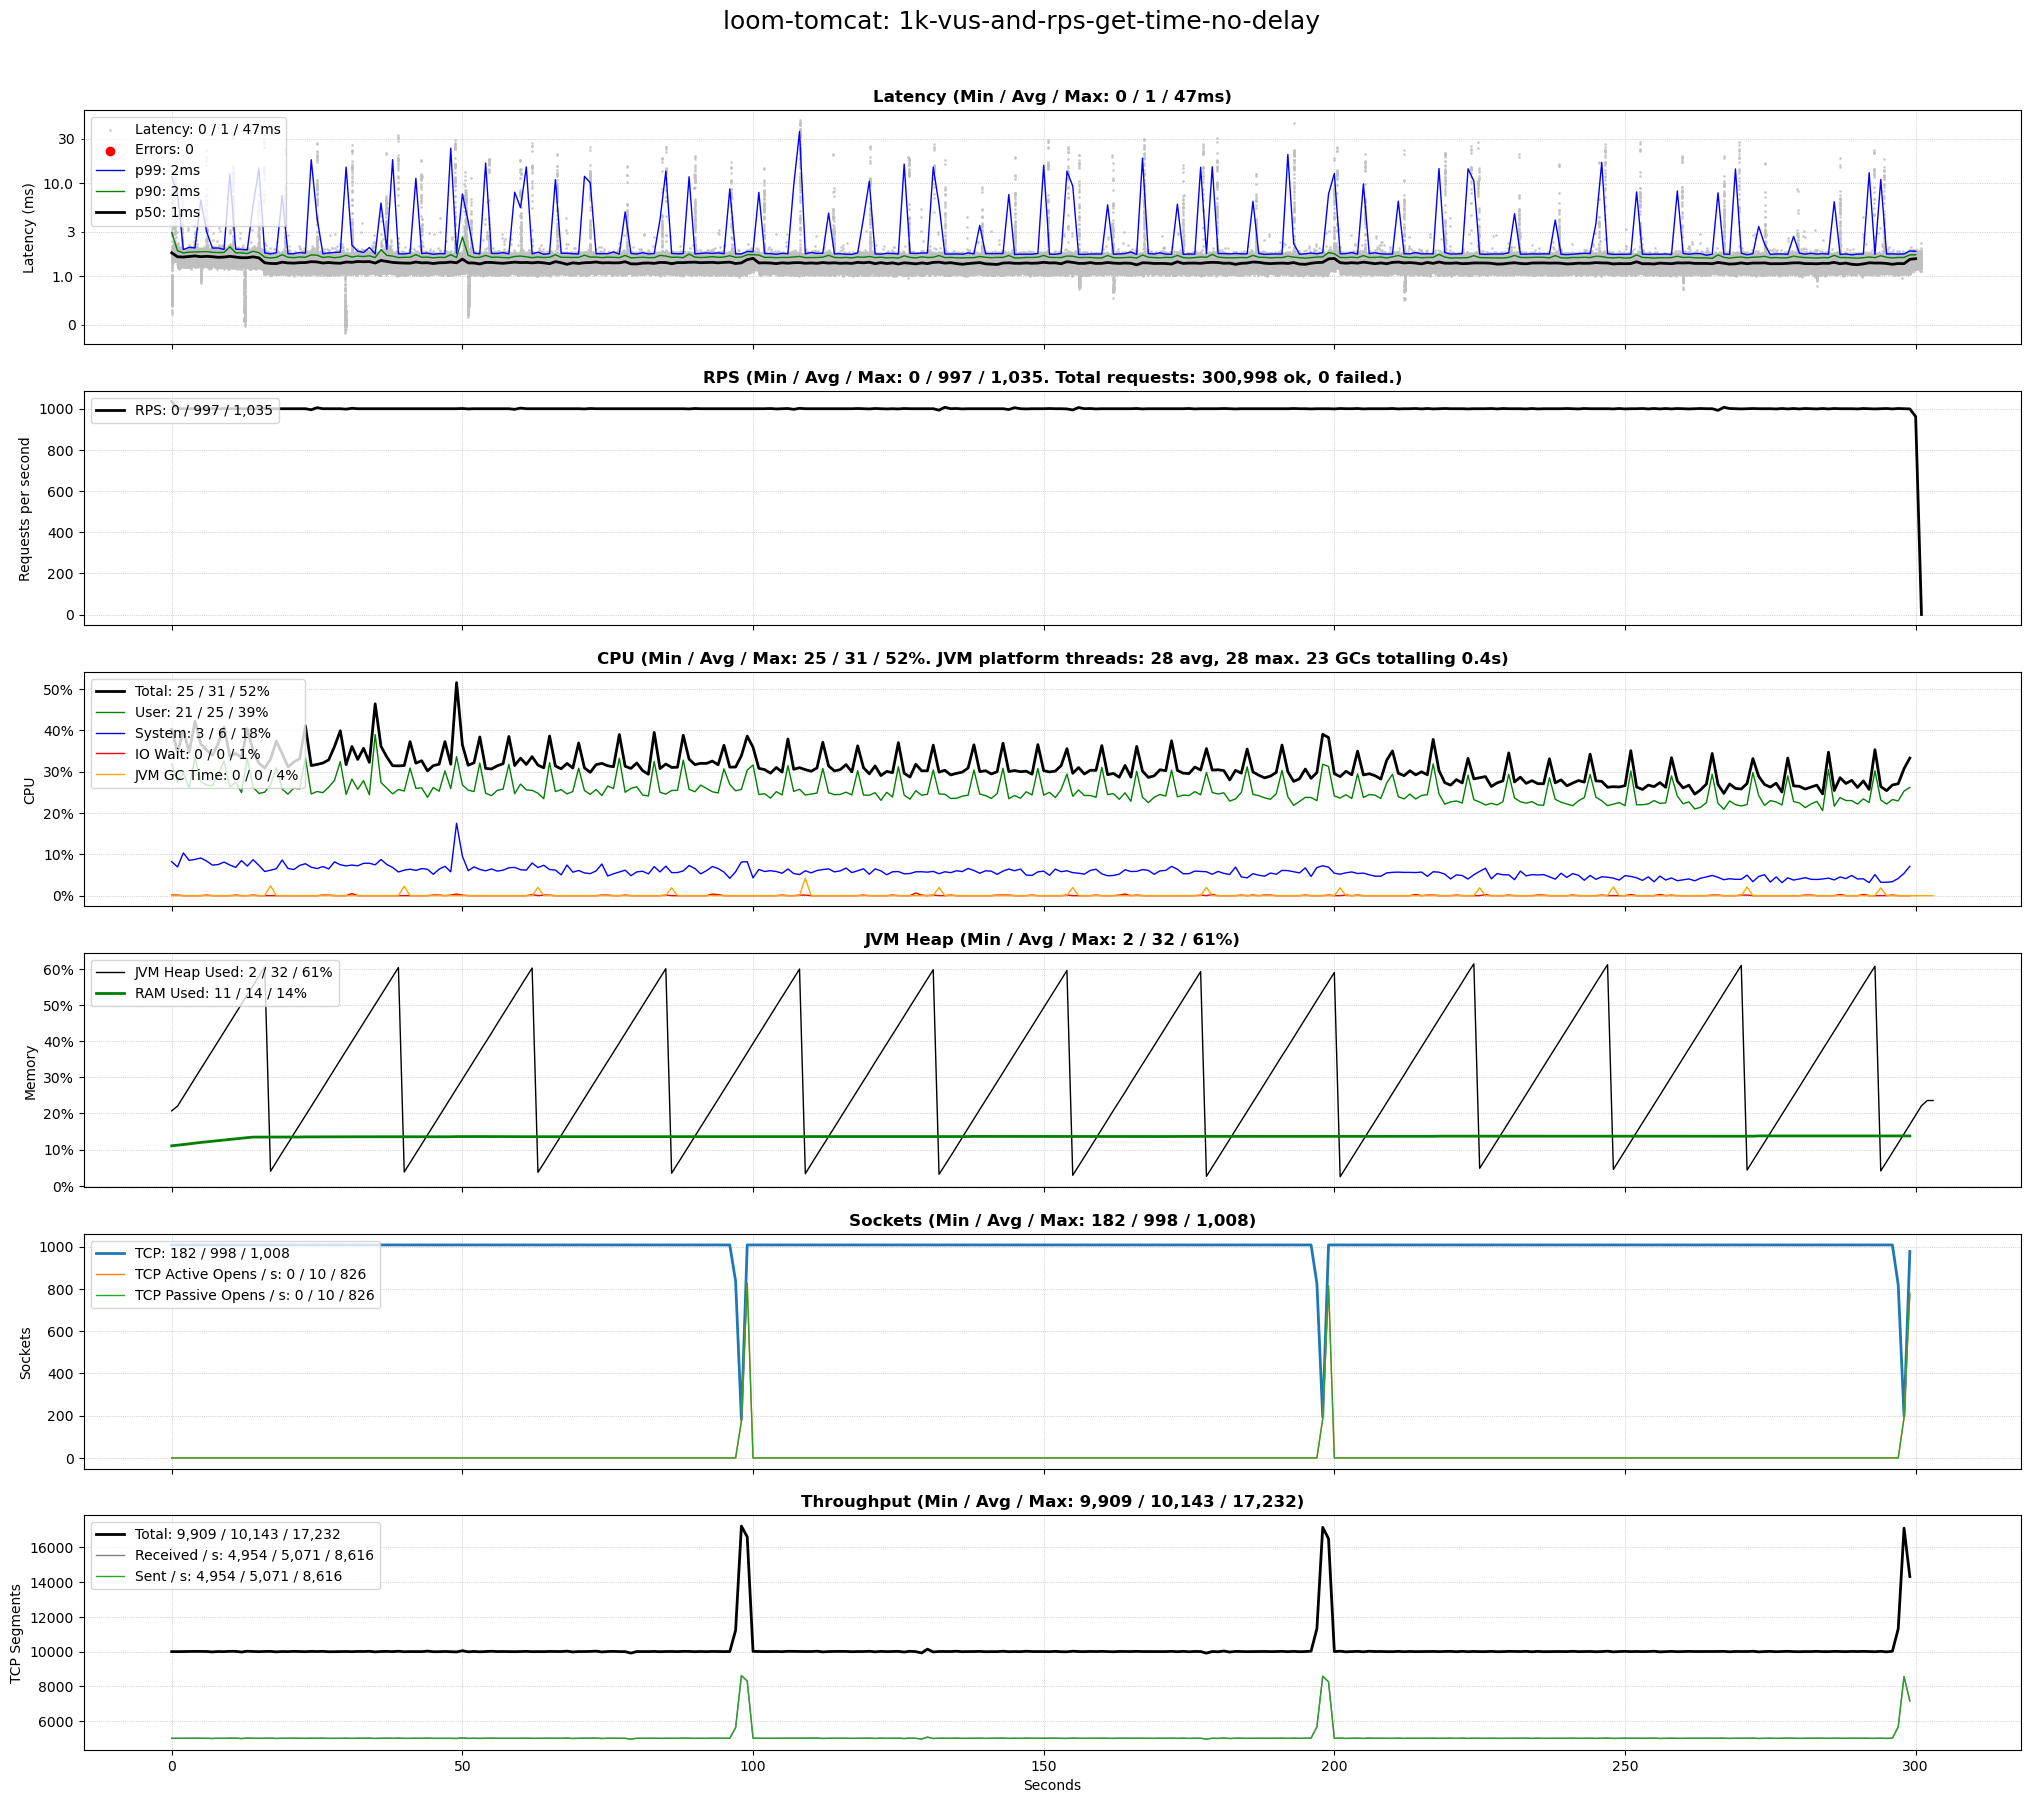 loom-tomcat: 1k-vus-and-rps-get-time-no-delay
Latency (Min / Avg / Max: 0 / 1 / 47ms)
Latency (ms)
30
10.0
3
1.0
0
Latency: 0 / 1 / 47ms
Errors: 0
p99: 2ms
p90: 2ms
p50: 1ms
RPS (Min / Avg / Max: 0 / 997 / 1,035. Total requests: 300,998 ok, 0 failed.)
Requests per second
1000
800
600
400
200
0
RPS: 0 / 997 / 1,035
CPU (Min / Avg / Max: 25 / 31 / 52%. JVM platform threads: 28 avg, 28 max. 23 GCs totalling 0.4s)
CPU
50%
40%
30%
20%
10%
0%
Total: 25 / 31 / 52%
User: 21 / 25 / 39%
System: 3 / 6 / 18%
IO Wait: 0 / 0 / 1%
JVM GC Time: 0 / 0 / 4%
JVM Heap (Min / Avg / Max: 2 / 32 / 61%)
Memory
60%
50%
40%
30%
20%
10%
0%
JVM Heap Used: 2 / 32 / 61%
RAM Used: 11 / 14 / 14%
Sockets (Min / Avg / Max: 182 / 998 / 1,008)
Sockets
1000
800
600
400
200
0
TCP: 182 / 998 / 1,008
TCP Active Opens / s: 0 / 10 / 826
TCP Passive Opens / s: 0 / 10 / 826
Throughput (Min / Avg / Max: 9,909 / 10,143 / 17,232)
TCP Segments
16000
14000
12000
10000
8000
6000
Total: 9,909 / 10,143 / 17,232
Received / s: 4,954 / 5,071 / 8,616
Sent / s: 4,954 / 5,071 / 8,616
0 50 100 150 200 250 300
Seconds